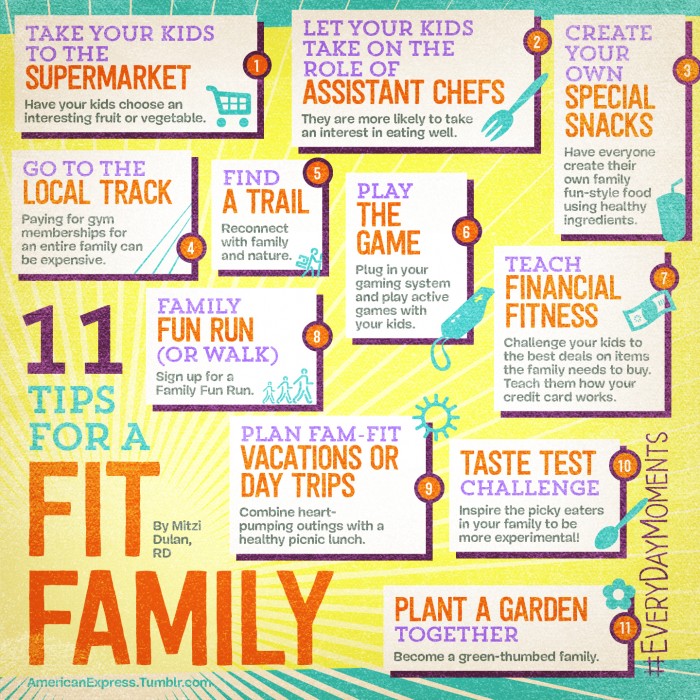 TAKE YOUR KIDS
TO THE
SUPERMARKET
Have your kids choose an
interesting fruit or vegetable.
1
LET YOUR KIDS
TAKE ON THE
ROLE OF
ASSISTANT CHEFS
They are more likely to take
an interest in eating well.
2
CREATE
YOUR
OWN
SPECIAL
SNACKS
Have everyone
create their
own family
fun-style food
using healthy
ingredients.
3
GO TO THE
LOCAL TRACK
Paying for gym
memberships for
an entire family can
be expensive.
4
FIND
A TRAIL
Reconnect
with family
and nature.
5
PLAY
THE
GAME
Plug in your
gaming system
and play active
games with
your kids.
6
TEACH
FINANCIAL
FITNESS
Challenge your kids to
the best deals on items
the family needs to buy.
Teach them how your
credit card works.
7
FAMILY
FUN RUN
(OR WALK)
Sign up for a
Family Fun Run.
8
PLAN FAM-FIT
VACATIONS OR
DAY TRIPS
Combine heart-
pumping outings with a
healthy picnic lunch.
9
TASTE TEST
CHALLENGE
Inspire the picky eaters
in your family to be
more experimental!
10
PLANT A GARDEN
TOGETHER
Become a green-thumbed family.
11
11
TIPS
FOR A
FIT
FAMILY
By Mitzi
Dulan,
RD
#EVERYDAYMOMENTS
AmericanExpress.Tumblr.com